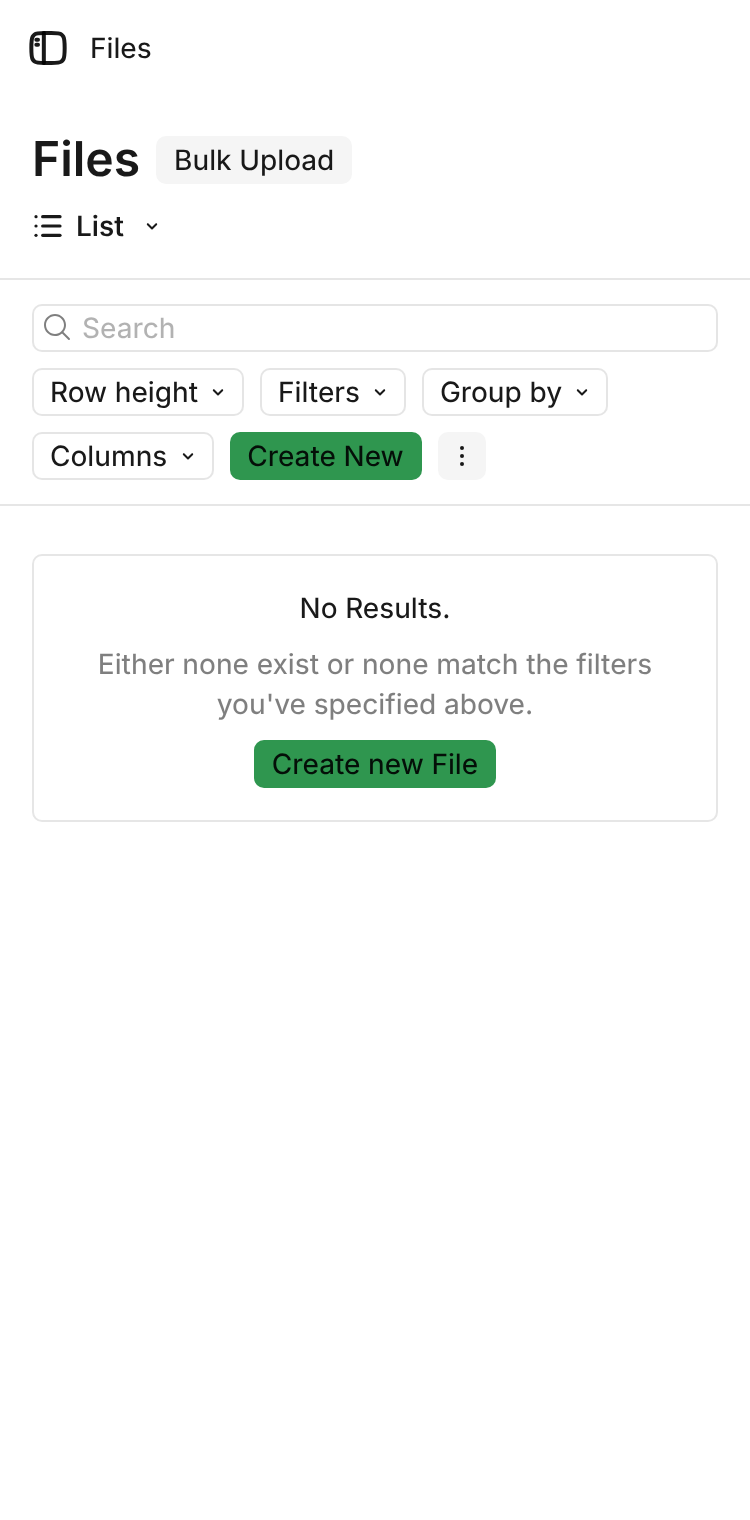 Files
Files Bulk Upload
List
Search
Row height Filters Group by
Columns Create New
No Results.
Either none exist or none match the filters
you've specified above.
Create new File